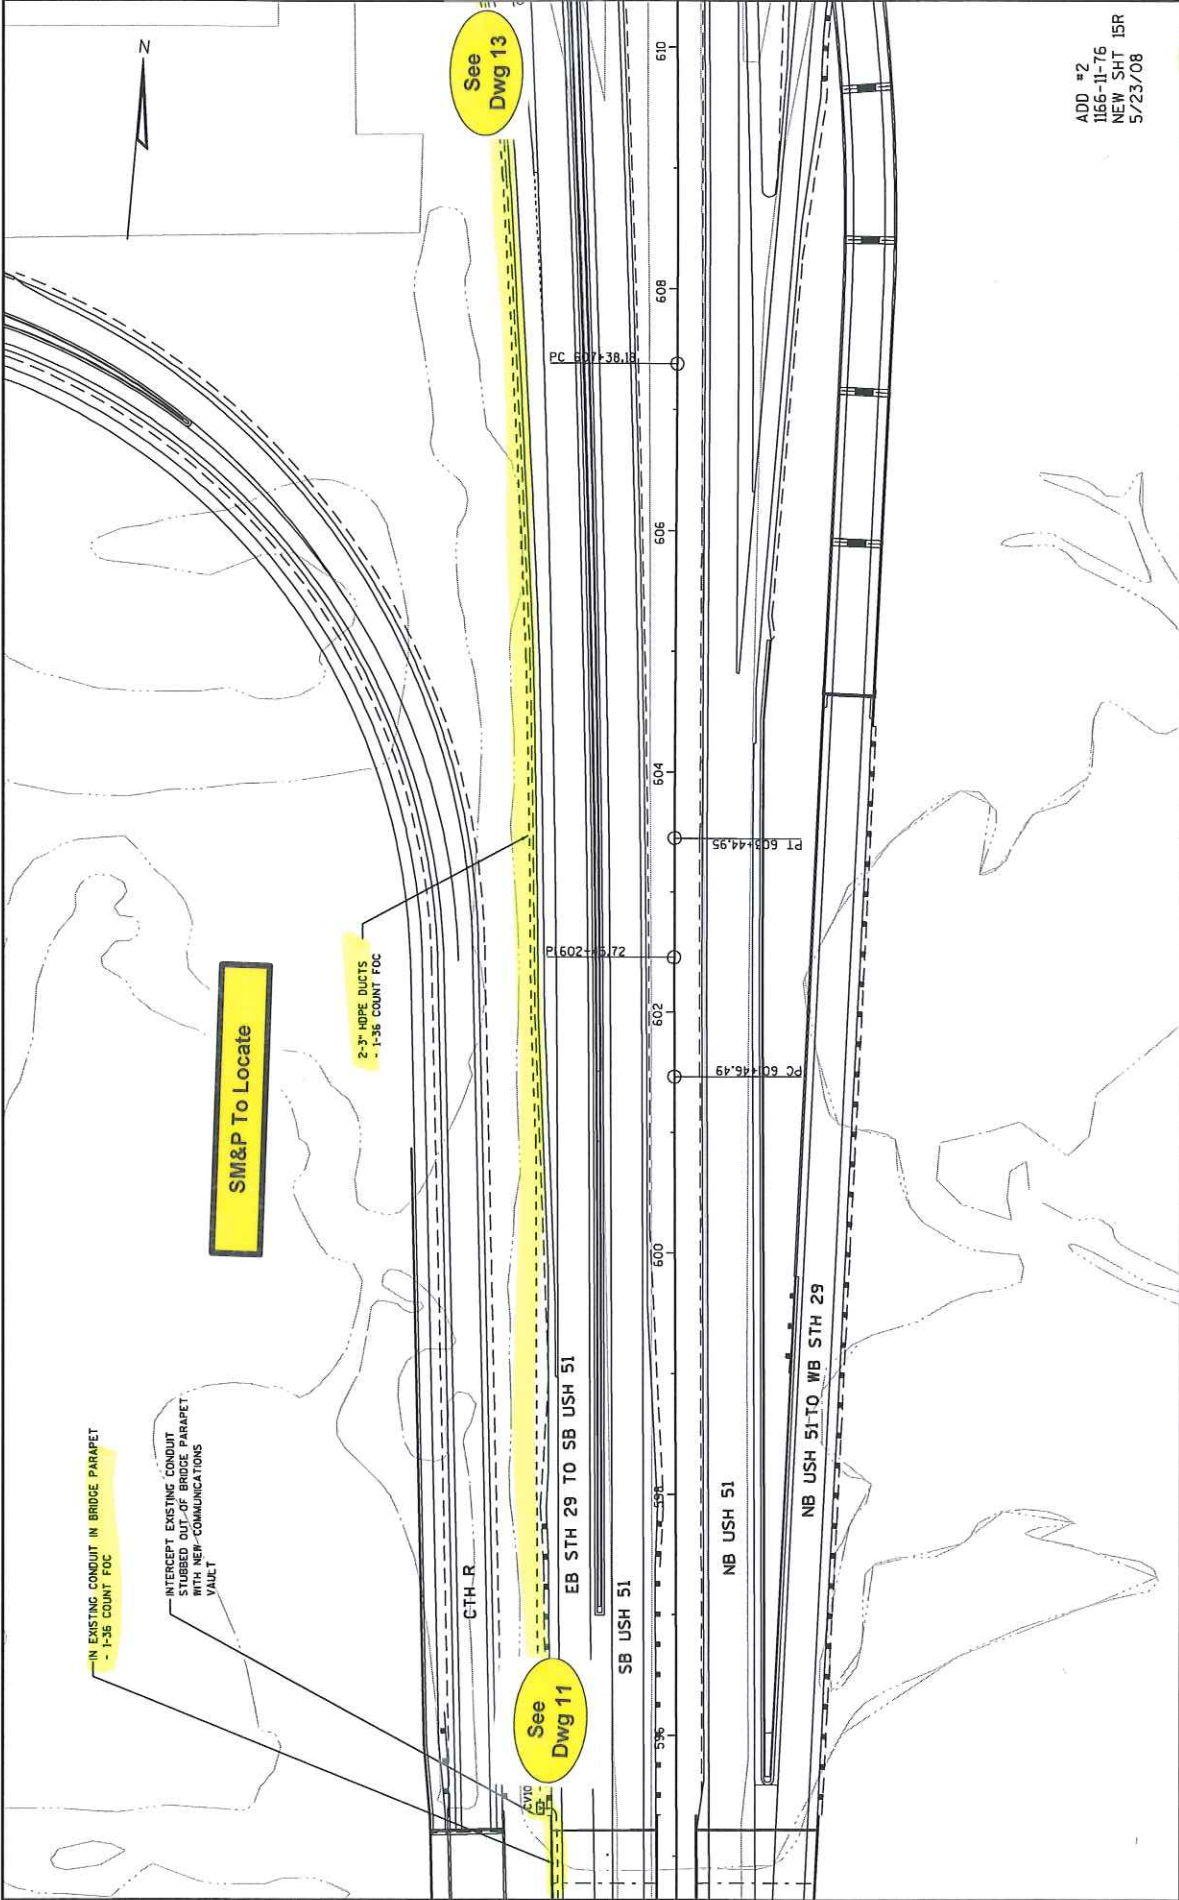 IN EXISTING CONDUIT IN BRIDGE PARAPET
- 1-36 COUNT FOC
INTERCEPT EXISTING CONDUIT
STUBBED OUT OF BRIDGE PARAPET
WITH NEW COMMUNICATIONS
VAULT
SM&P To Locate
2-3" HDPE DUCTS
- 1-36 COUNT FOC
N
See
Dwg 13
See
Dwg 11
CV10
CTH R
EB STH 29 TO SB USH 51
SB USH 51
NB USH 51
NB USH 51 TO WB STH 29
596
598
600
602
604
606
608
610
PC 601+46.49
PI 602+45.72
PT 603+44.95
PC 607+38.18
ADD #2
1166-11-76
NEW SHT 15R
5/23/08